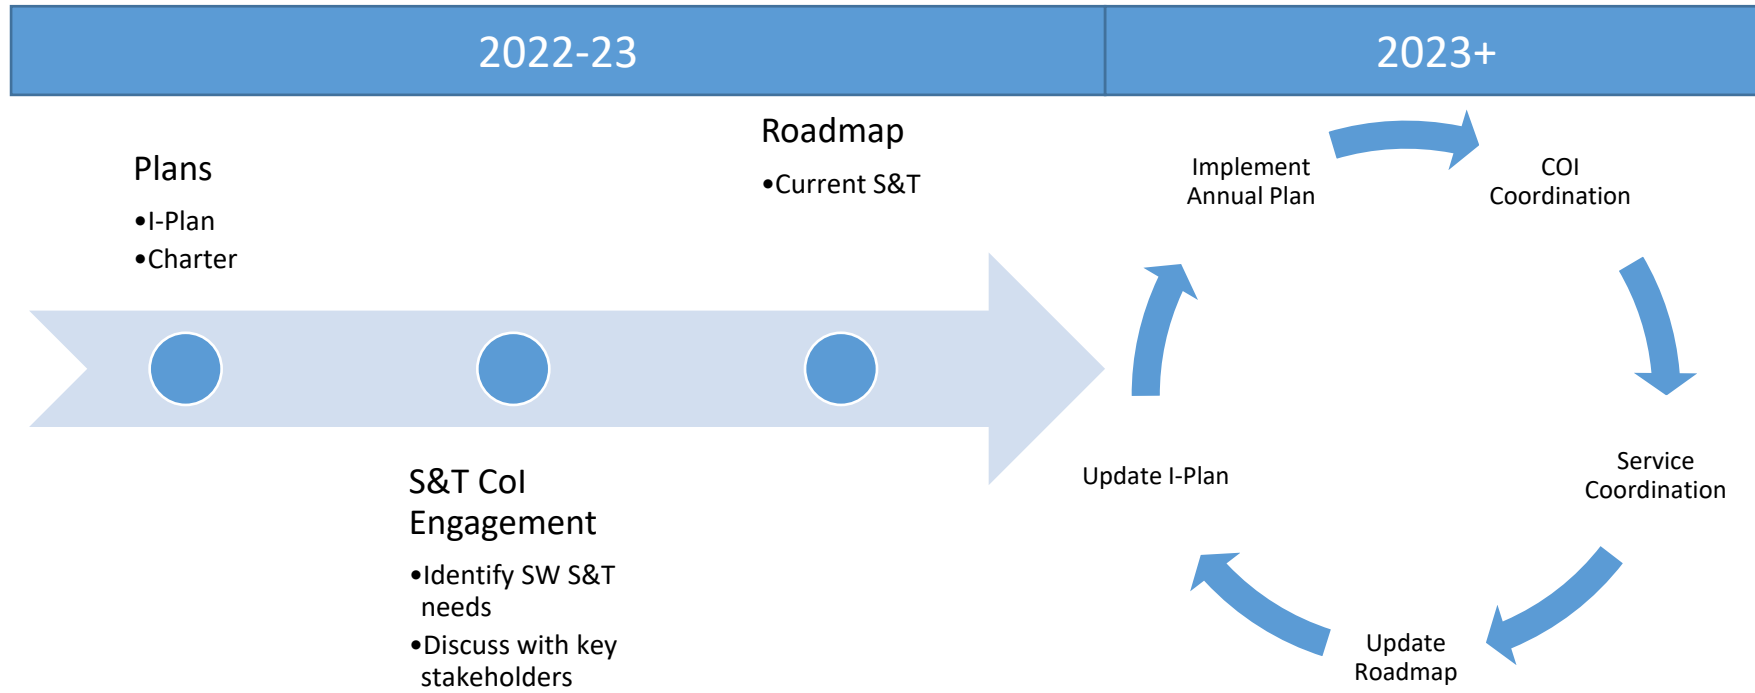 2022-23
2023+
Plans
•I-Plan
•Charter
S&T CoI
Engagement
•Identify SW S&T
needs
•Discuss with key
stakeholders
Roadmap
•Current S&T
Implement
Annual Plan
COI
Coordination
Service
Coordination
Update
Roadmap
Update I-Plan